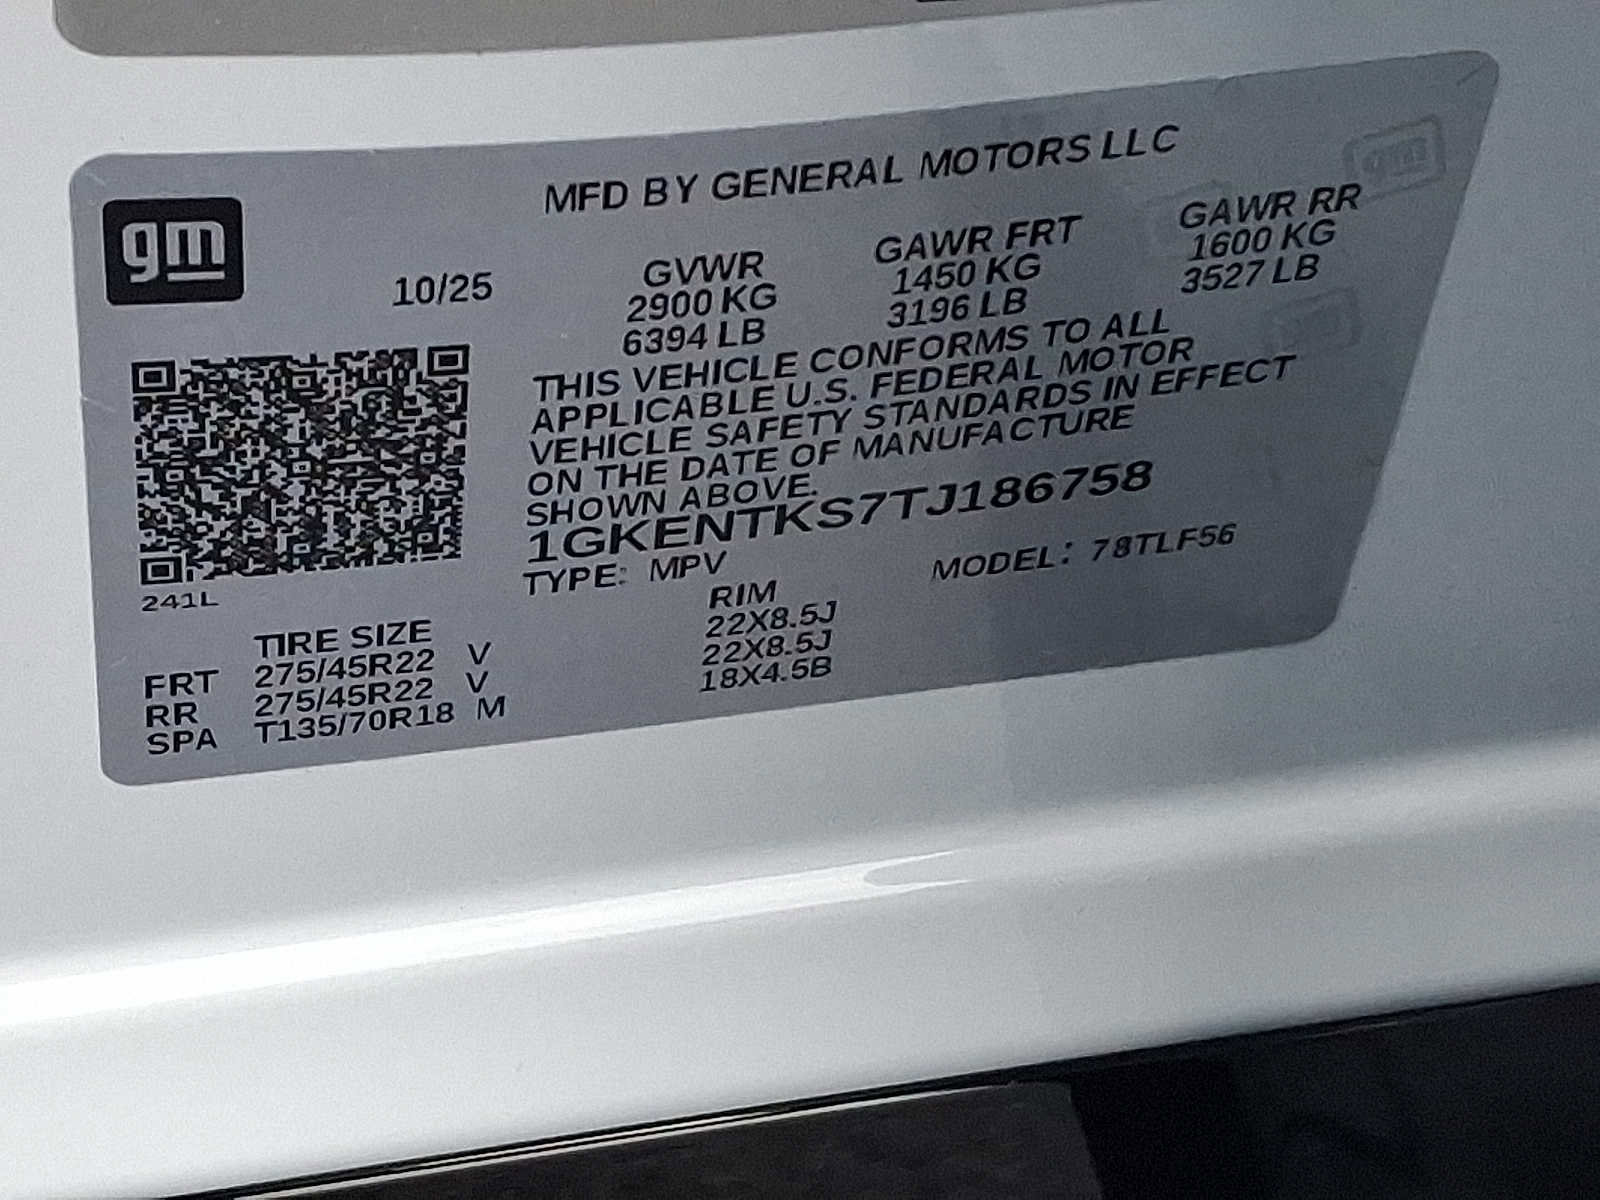 gm
MFD BY GENERAL MOTORS LLC
10/25
GVWR GAWR FRT GAWR RR
2900 KG 1450 KG 1600 KG
6394 LB 3196 LB 3527 LB
THIS VEHICLE CONFORMS TO ALL
APPLICABLE U.S. FEDERAL MOTOR
VEHICLE SAFETY STANDARDS IN EFFECT
ON THE DATE OF MANUFACTURE
SHOWN ABOVE.
1GKENTKS7TJ186758
TYPE: MPV MODEL: 78TLF56
241L
TIRE SIZE RIM
FRT 275/45R22 V 22X8.5J
RR 275/45R22 V 22X8.5J
SPA T135/70R18 M 18X4.5B